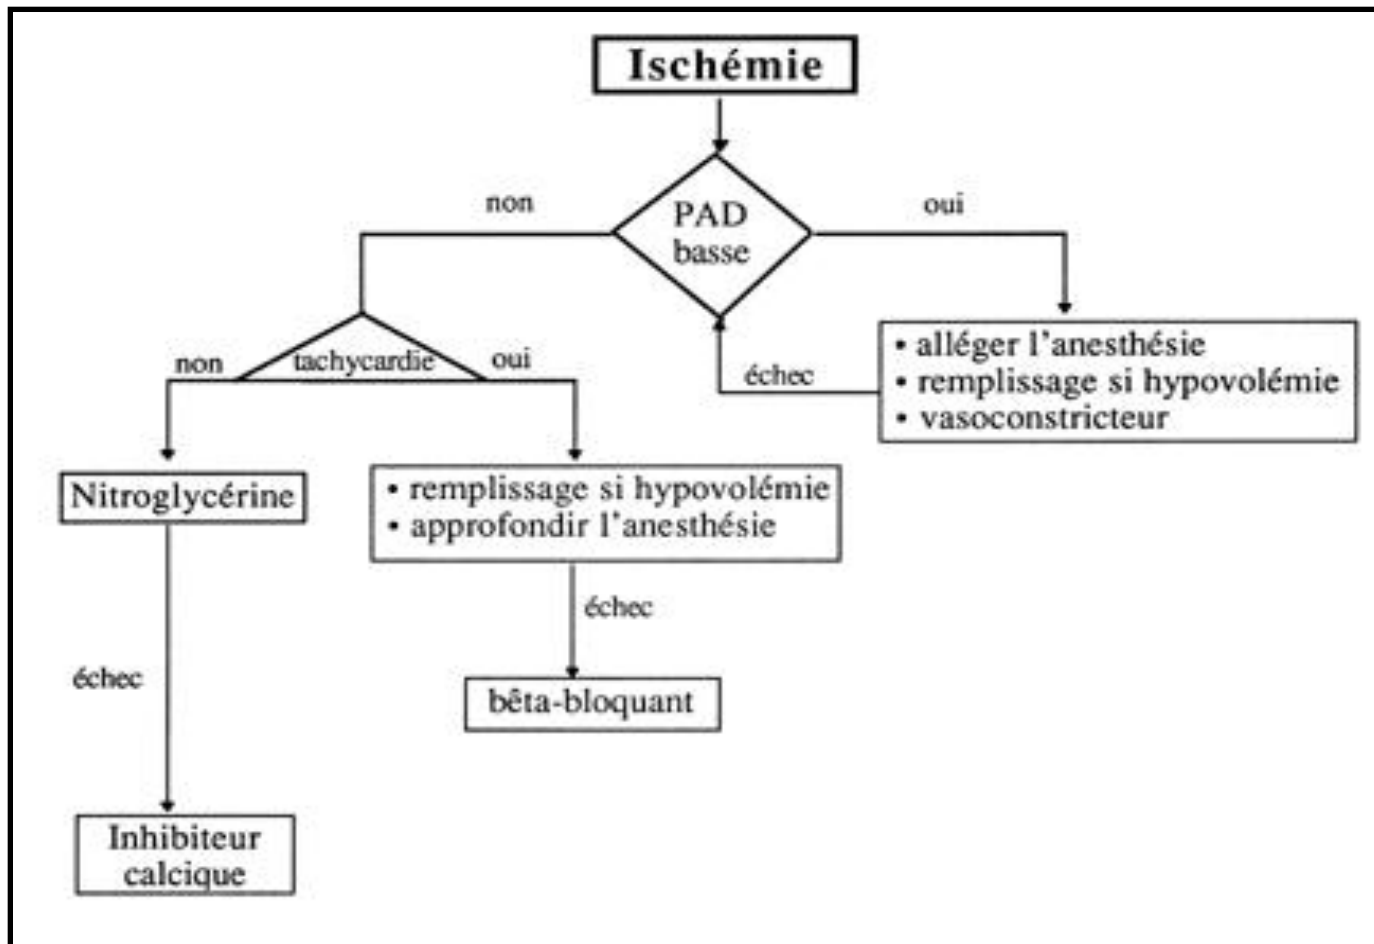 Ischémie
non
PAD
basse
oui
non
tachycardie
oui
échec
• alléger l'anesthésie
• remplissage si hypovolémie
• vasoconstricteur
Nitroglycérine
• remplissage si hypovolémie
• approfondir l'anesthésie
échec
échec
bêta-bloquant
Inhibiteur
calcique